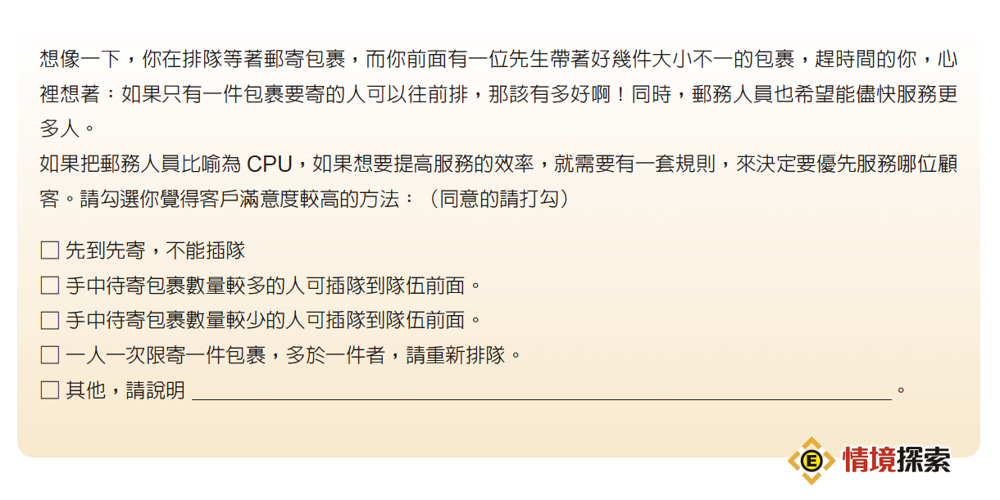 想像一下，你在排隊等著郵寄包裹，而你前面有一位先生帶著好幾件大小不一的包裹，趕時間的你，心
裡想著：如果只有一件包裹要寄的人可以往前排，那該有多好啊！同時，郵務人員也希望能儘快服務更
多人。
如果把郵務人員比喻為 CPU，如果想要提高服務的效率，就需要有一套規則，來決定要優先服務哪位顧
客。請勾選你覺得客戶滿意度較高的方法：（同意的請打勾）
□ 先到先寄，不能插隊
□ 手中待寄包裹數量較多的人可插隊到隊伍前面。
□ 手中待寄包裹數量較少的人可插隊到隊伍前面。
□ 一人一次限寄一件包裹，多於一件者，請重新排隊。
□ 其他，請說明 ＿＿＿＿＿＿＿＿＿＿＿＿＿＿＿＿。
E 情境探索